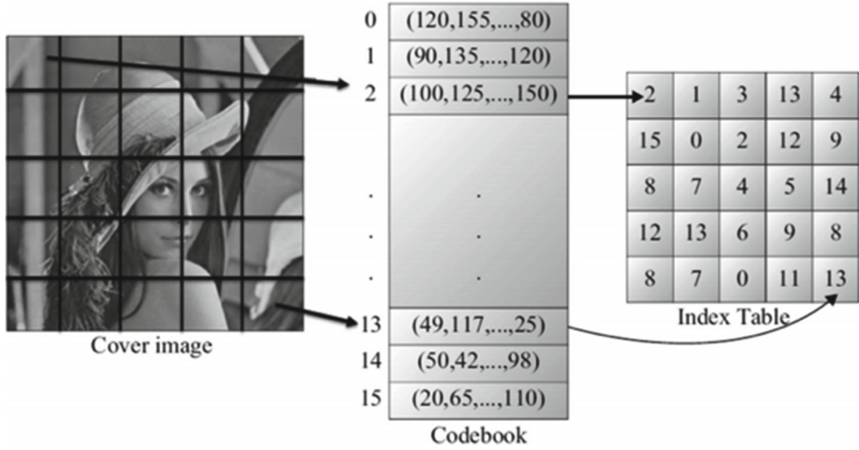 0 (120,155,...,80)
1 (90,135,...,120)
2 (100,125,...,150)
.
.
.
.
.
.
13 (49,117,...,25)
14 (50,42,...,98)
15 (20,65,...,110)
Codebook
Cover image
2 1 3 13 4
15 0 2 12 9
8 7 4 5 14
12 13 6 9 8
8 7 0 11 13
Index Table